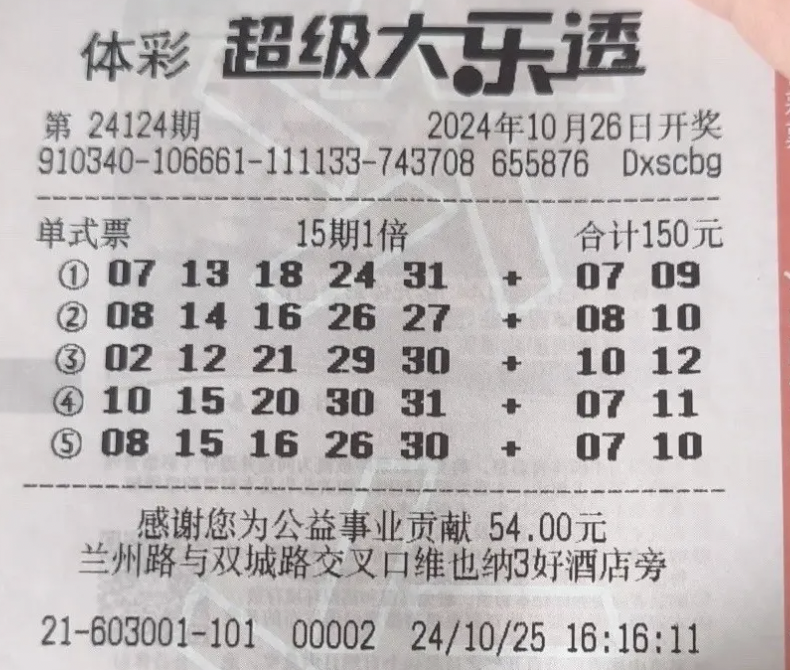 体彩 超级大乐透
第 24124期 2024年10月26日开奖
910340-106661-111133-743708 655876 Dxscbg
单式票 15期1倍 合计150元
① 07 13 18 24 31 + 07 09
② 08 14 16 26 27 + 08 10
③ 02 12 21 29 30 + 10 12
④ 10 15 20 30 31 + 07 11
⑤ 08 15 16 26 30 + 07 10
感谢您为公益事业贡献 54.00元
兰州路与双城路交叉口维也纳3好酒店旁
21-603001-101 00002 24/10/25 16:16:11